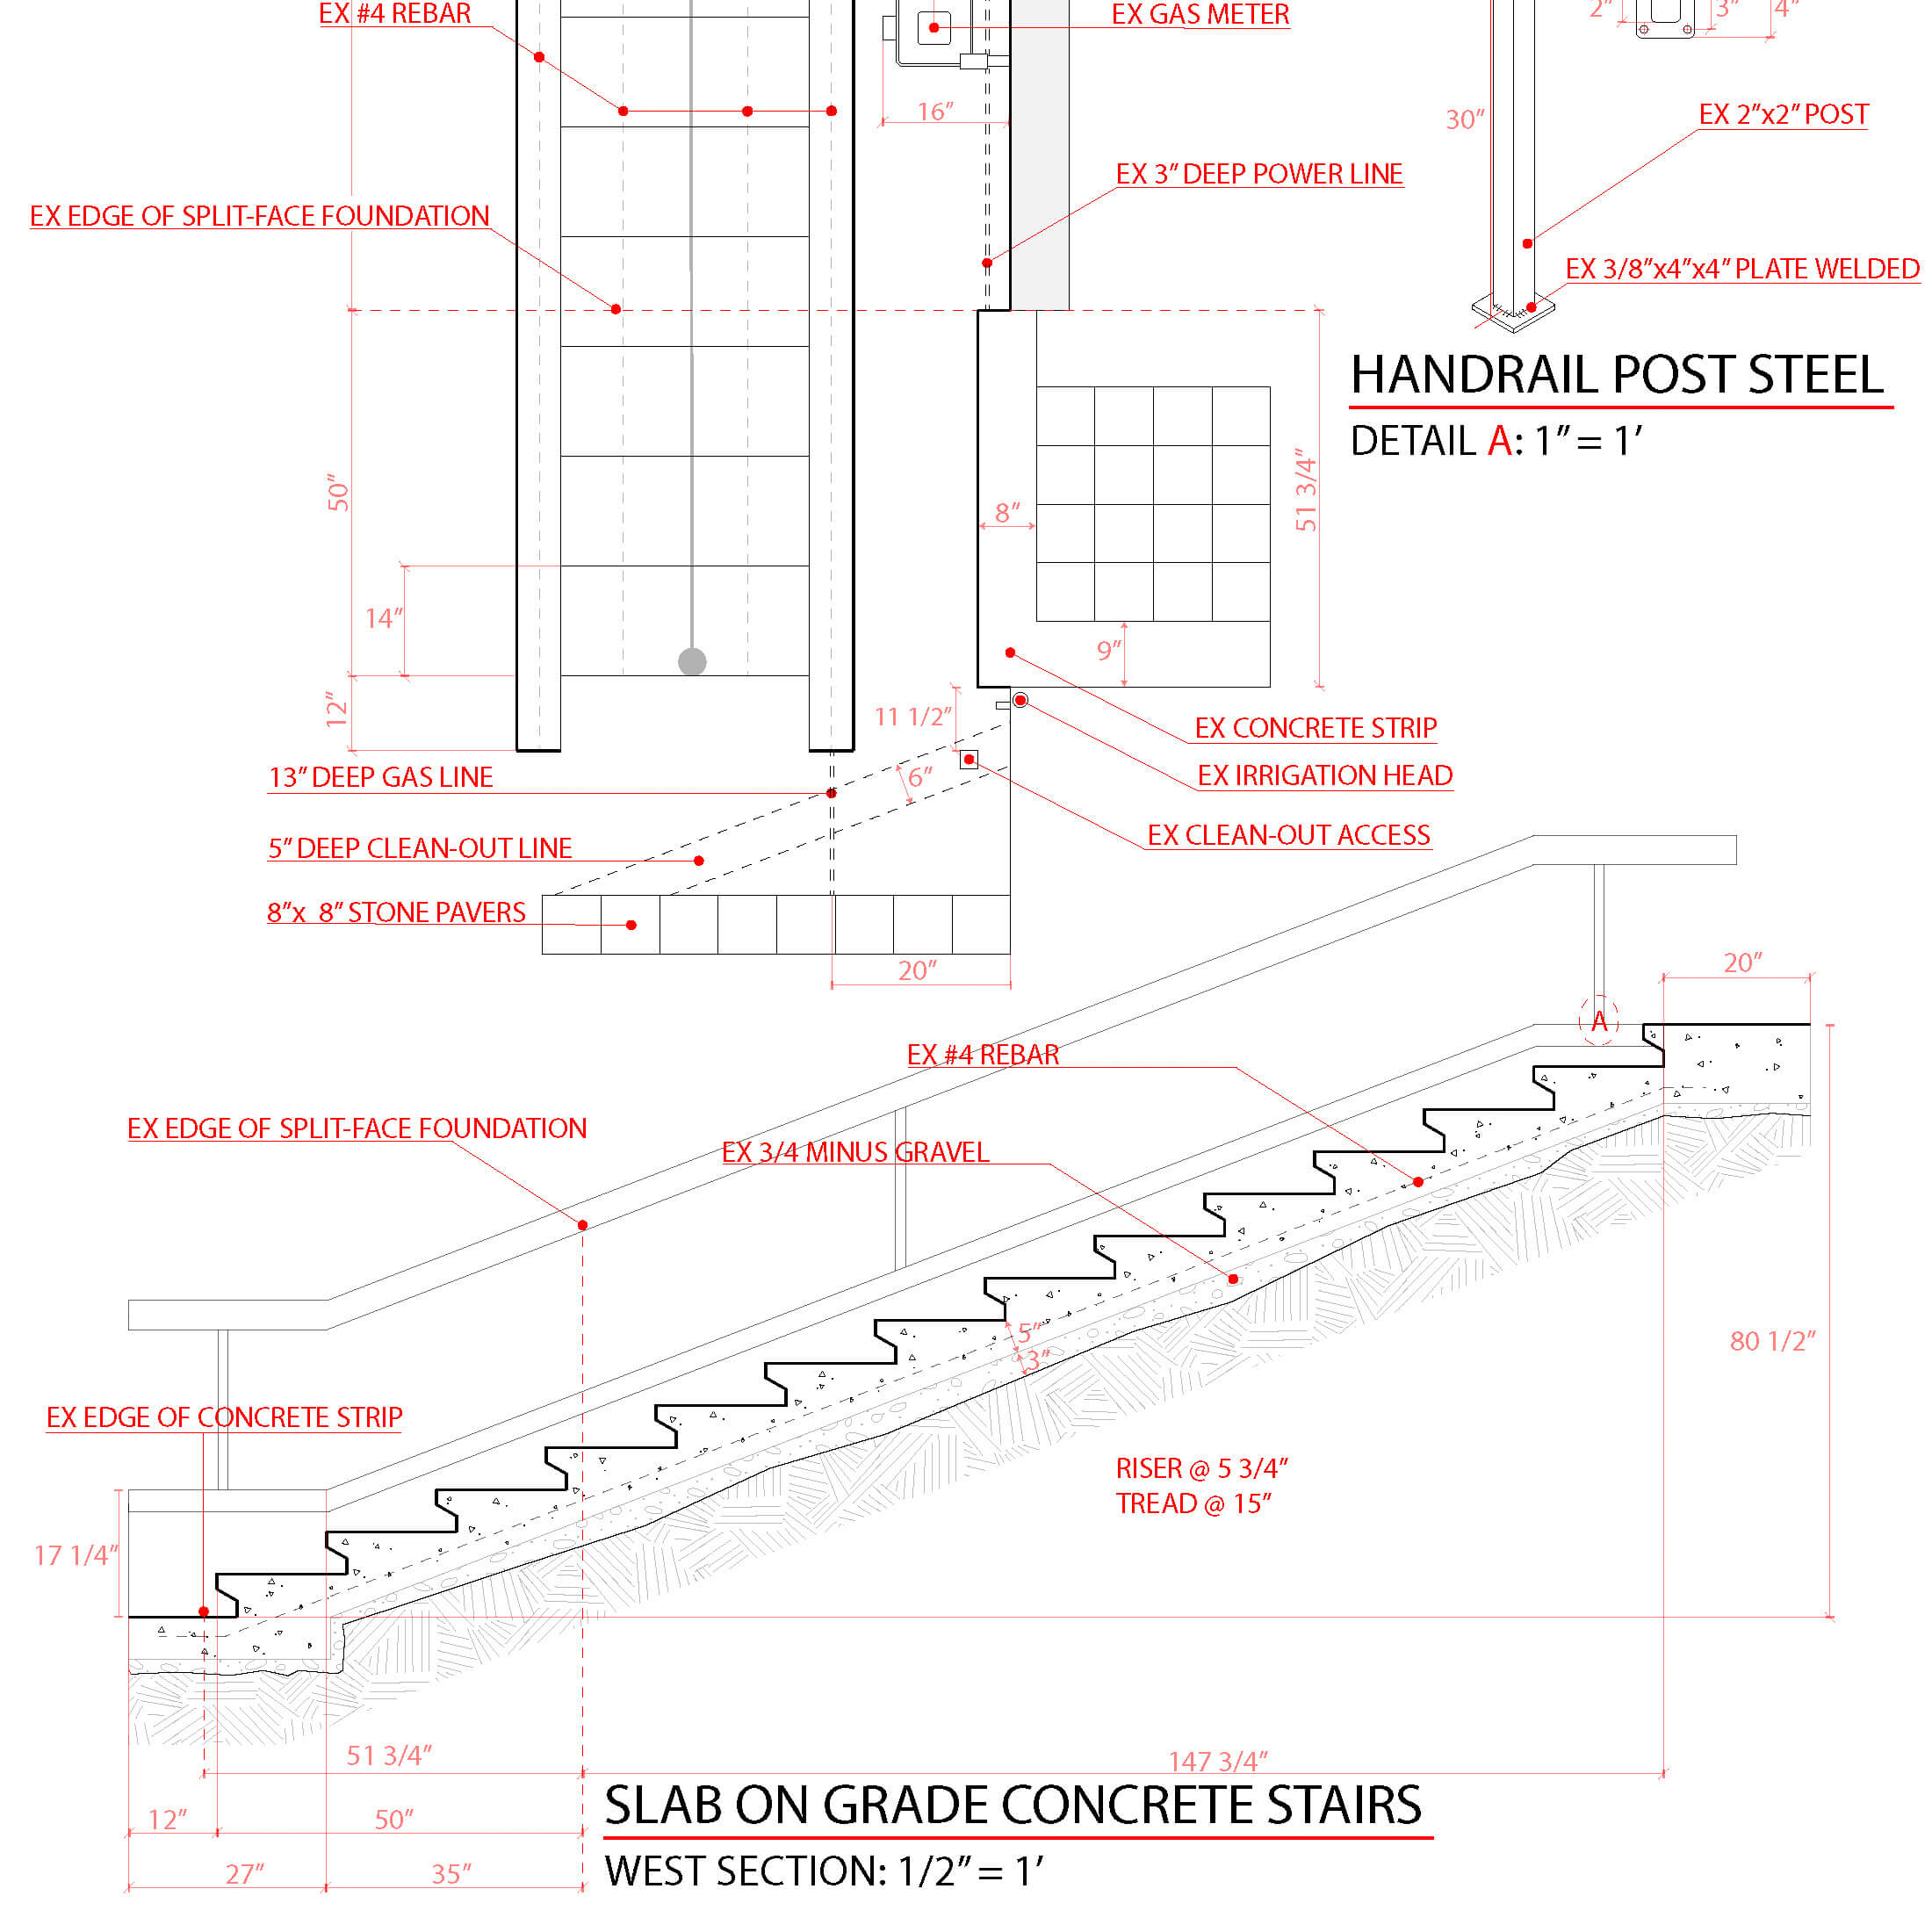 EX #4 REBAR
EX GAS METER
2″
3″
4″
16″
30″
EX 2″x2″ POST
EX 3″ DEEP POWER LINE
EX EDGE OF SPLIT-FACE FOUNDATION
EX 3/8″x4″x4″ PLATE WELDED
HANDRAIL POST STEEL
DETAIL A: 1″ = 1′
50″
8″
51 3/4″
14″
9″
12″
11 1/2″
EX CONCRETE STRIP
13″ DEEP GAS LINE
6″
EX IRRIGATION HEAD
5″ DEEP CLEAN-OUT LINE
EX CLEAN-OUT ACCESS
8″x 8″ STONE PAVERS
20″
20″
A
EX #4 REBAR
EX EDGE OF SPLIT-FACE FOUNDATION
EX 3/4 MINUS GRAVEL
5″
3″
80 1/2″
EX EDGE OF CONCRETE STRIP
RISER @ 5 3/4″
TREAD @ 15″
17 1/4″
51 3/4″
147 3/4″
12″
50″
SLAB ON GRADE CONCRETE STAIRS
27″
35″
WEST SECTION: 1/2″ = 1′